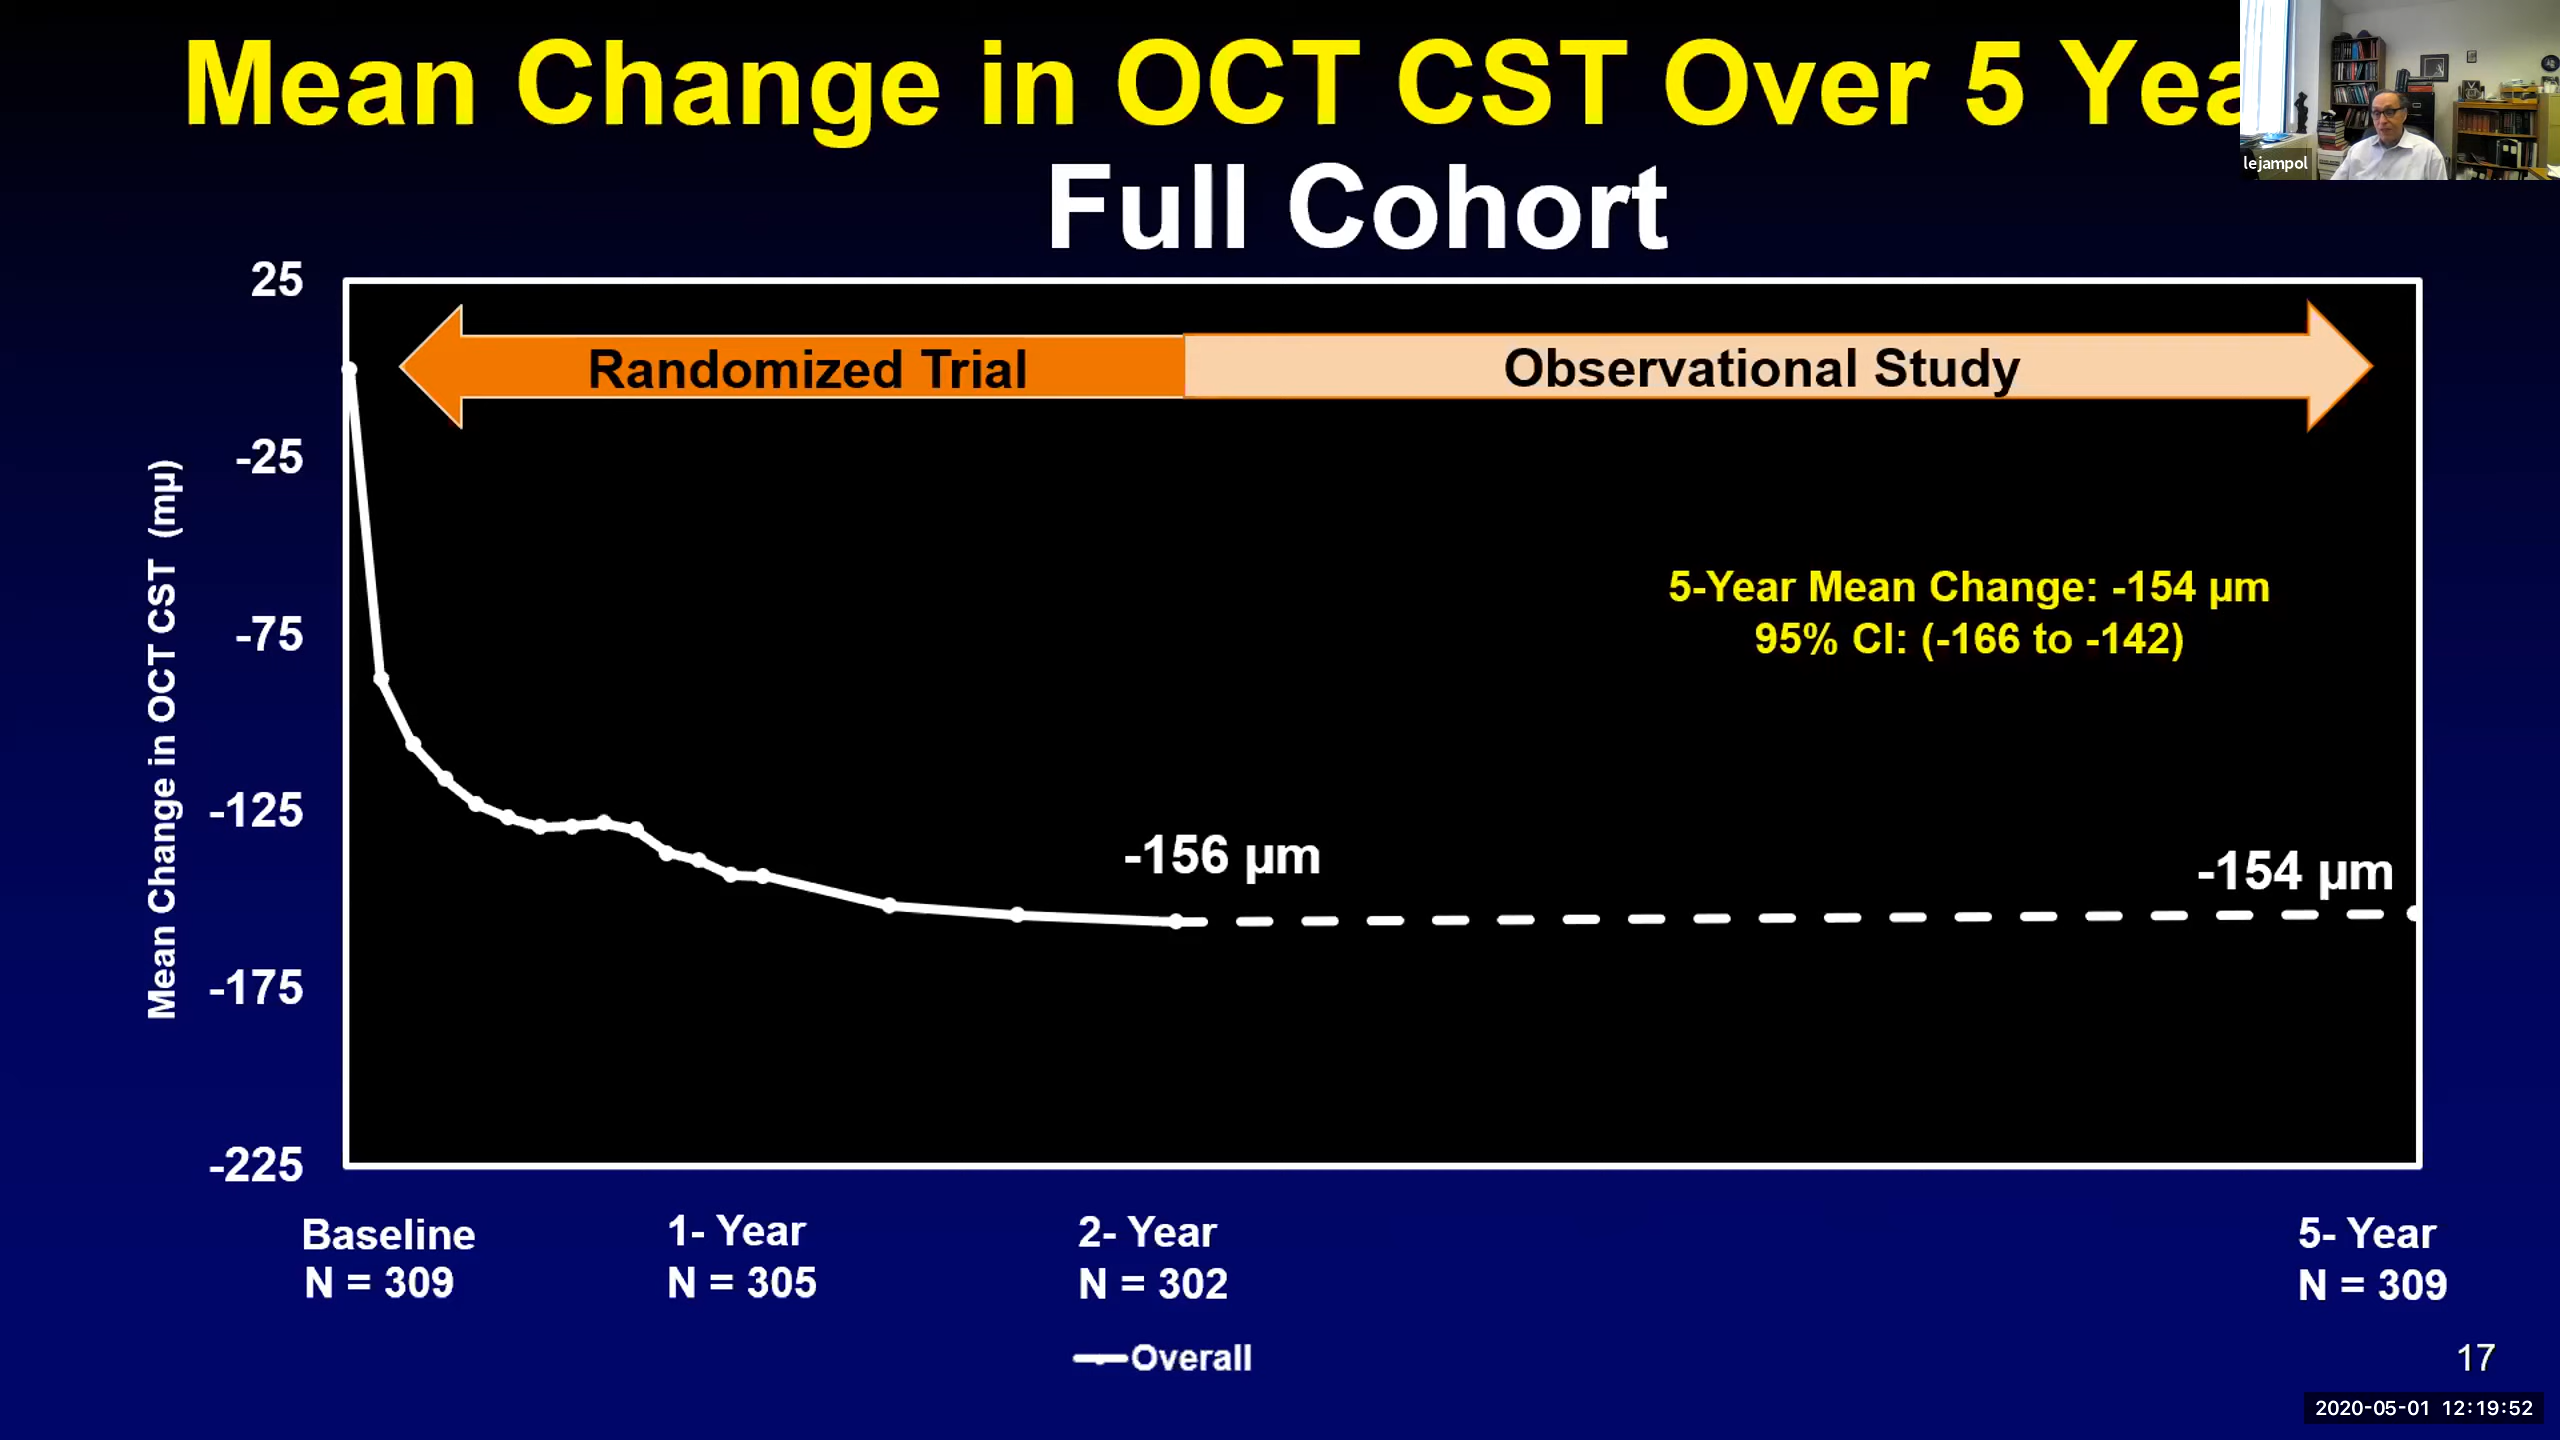 Mean Change in OCT CST Over 5 Yea
Full Cohort
lejampol
25
-25
-75
-125
-175
-225
Mean Change in OCT CST (mµ)
Randomized Trial
Observational Study
5-Year Mean Change: -154 µm
95% CI: (-166 to -142)
-156 µm
-154 µm
Baseline
N = 309
1- Year
N = 305
2- Year
N = 302
5- Year
N = 309
Overall
17
2020-05-01 12:19:52